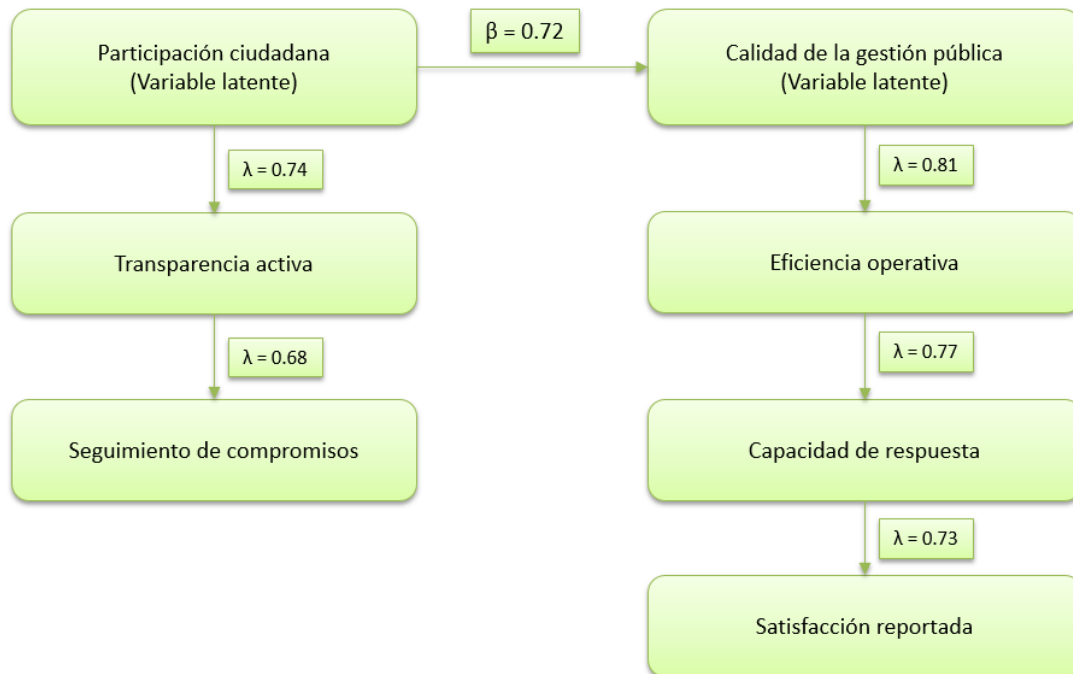 Participación ciudadana
(Variable latente)
β = 0.72
Calidad de la gestión pública
(Variable latente)
λ = 0.74
λ = 0.81
Transparencia activa
Eficiencia operativa
λ = 0.68
λ = 0.77
Seguimiento de compromisos
Capacidad de respuesta
λ = 0.73
Satisfacción reportada